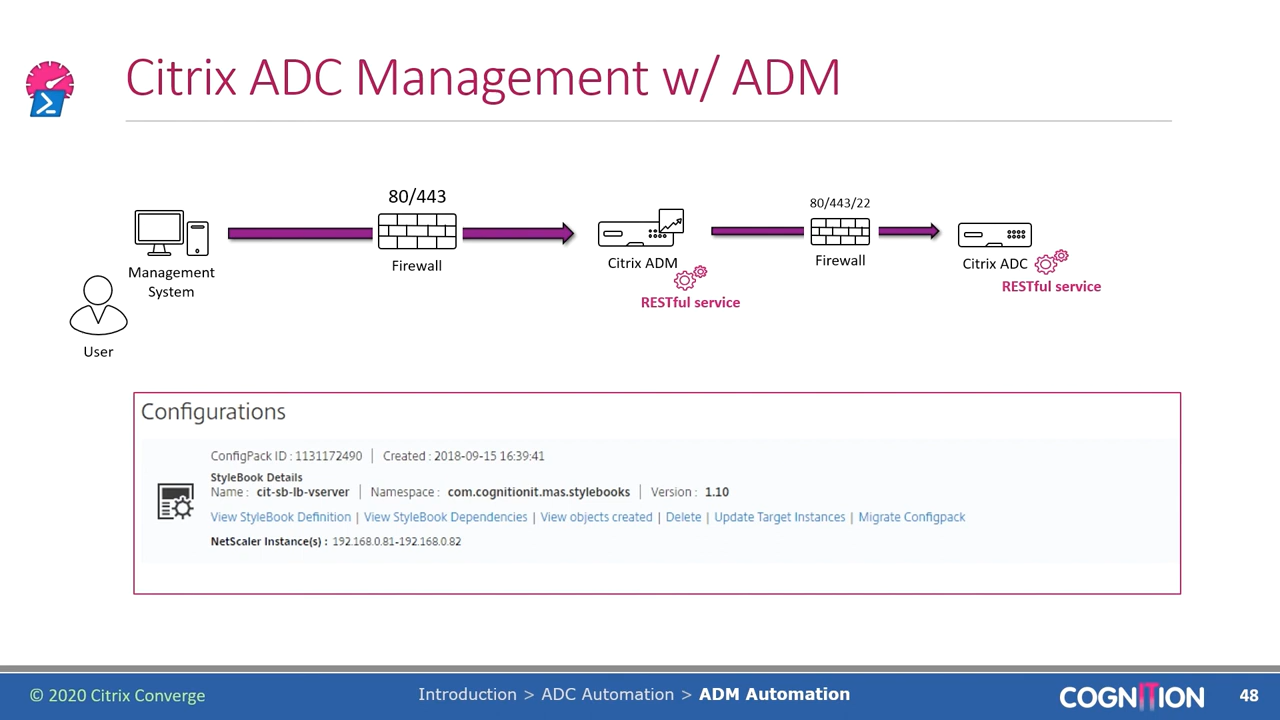 Citrix ADC Management w/ ADM
80/443
80/443/22
Management
System
Firewall
Citrix ADM
RESTful service
Firewall
Citrix ADC
RESTful service
User
Configurations
ConfigPack ID : 1131172490 | Created : 2018-09-15 16:39:41
StyleBook Details
Name : cit-sb-lb-vserver | Namespace : com.cognitionit.mas.stylebooks | Version : 1.10
View StyleBook Definition | View StyleBook Dependencies | View objects created | Delete | Update Target Instances | Migrate Configpack
NetScaler Instance(s) : 192.168.0.81-192.168.0.82
© 2020 Citrix Converge
Introduction > ADC Automation > ADM Automation
COGNITION
48